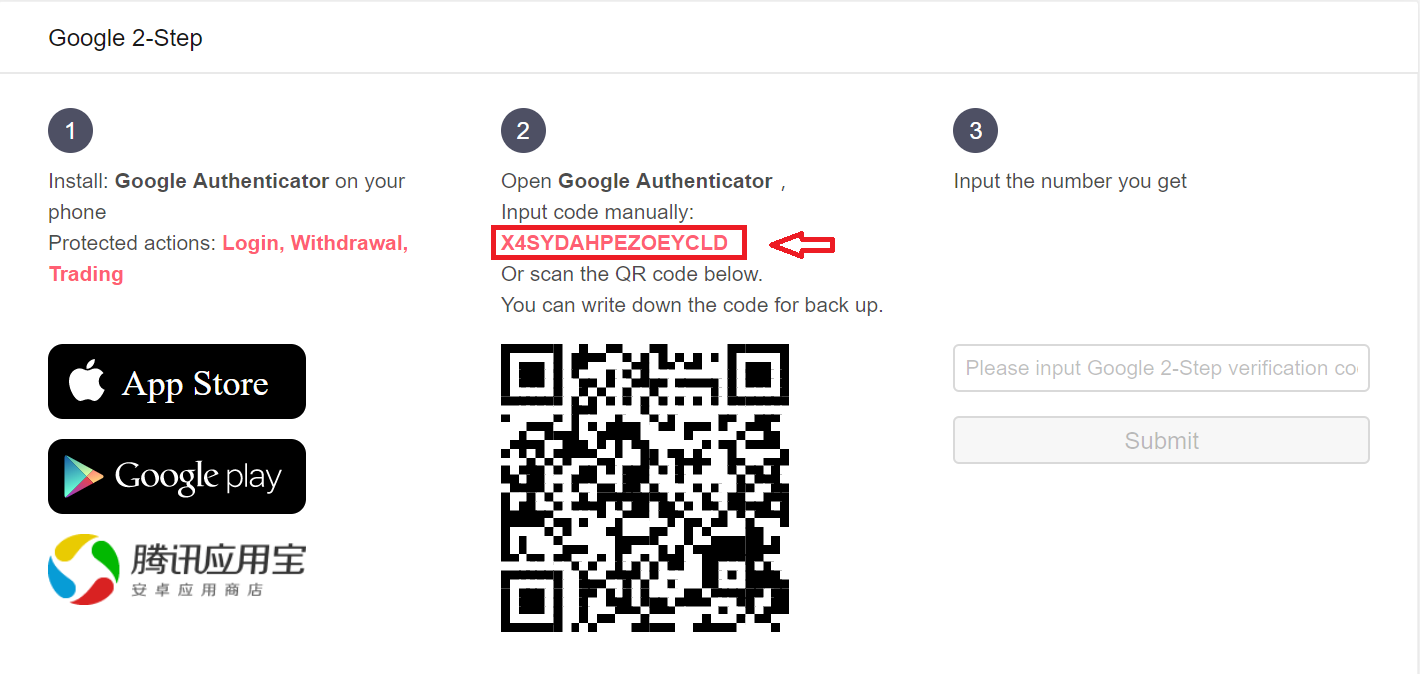 Google 2-Step
1
Install: Google Authenticator on your
phone
Protected actions: Login, Withdrawal,
Trading
App Store
Google play
腾讯应用宝
安卓应用商店
2
Open Google Authenticator ,
Input code manually:
X4SYDAHPEZOEYCLD
Or scan the QR code below.
You can write down the code for back up.
3
Input the number you get
Please input Google 2-Step verification co
Submit